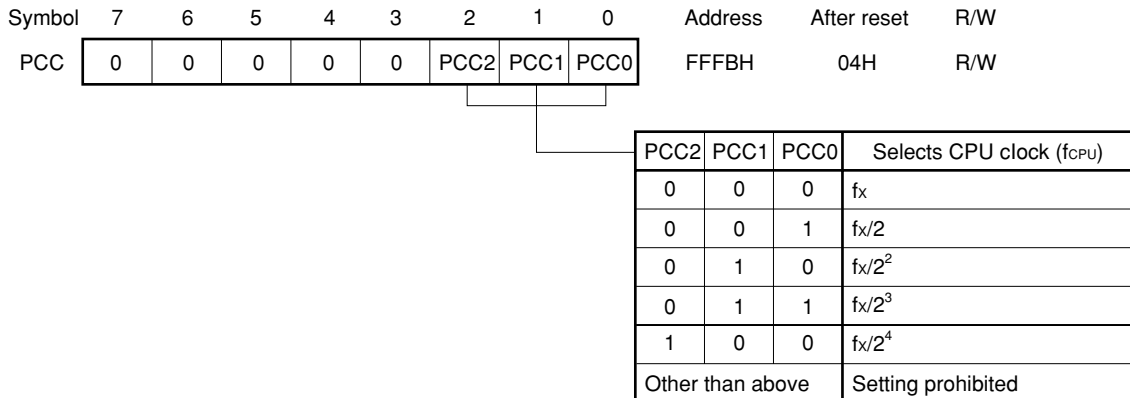 Symbol 7 6 5 4 3 2 1 0 Address After reset R/W
PCC 0 0 0 0 0 PCC2 PCC1 PCC0 FFFBH 04H R/W
PCC2 PCC1 PCC0 Selects CPU clock (fCPU)
0 0 0 fX
0 0 1 fX/2
0 1 0 fX/2²
0 1 1 fX/2³
1 0 0 fX/2⁴
Other than above Setting prohibited